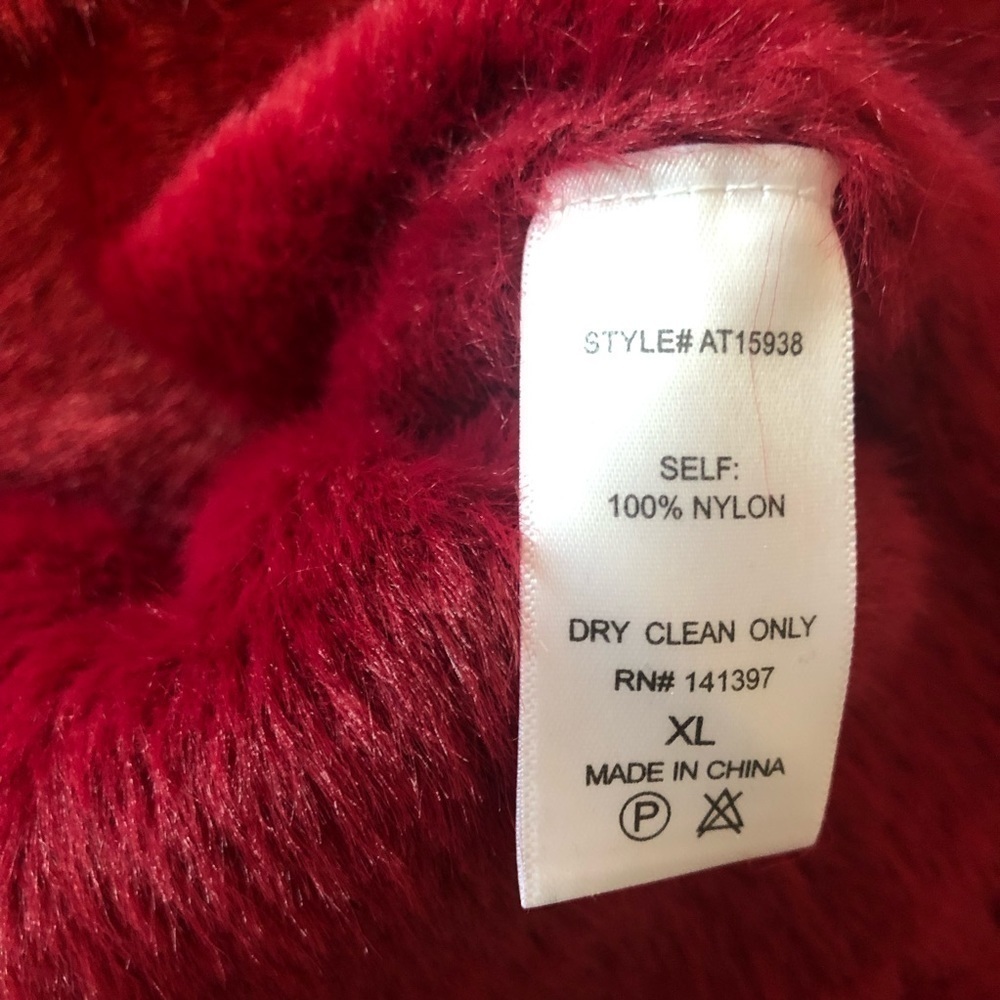 STYLE# AT15938
SELF:
100% NYLON
DRY CLEAN ONLY
RN# 141397
XL
MADE IN CHINA
P